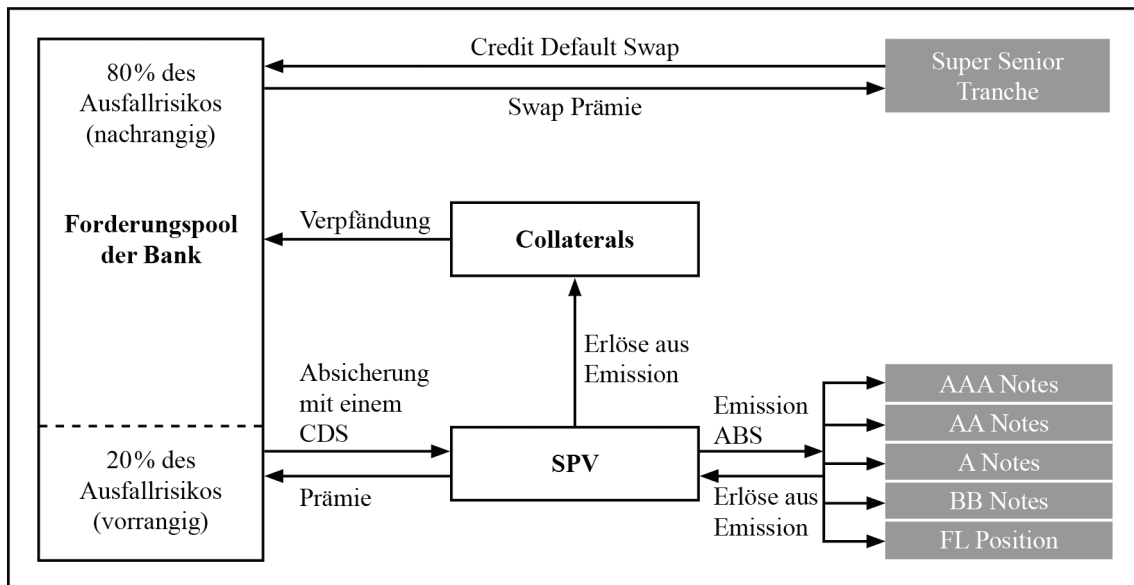 80% des
Ausfallrisikos
(nachrangig)
Forderungspool
der Bank
20% des
Ausfallrisikos
(vorrangig)
Credit Default Swap
Swap Prämie
Super Senior
Tranche
Verpfändung
Collaterals
Erlöse aus
Emission
Absicherung
mit einem
CDS
Prämie
SPV
Emission
ABS
Erlöse aus
Emission
AAA Notes
AA Notes
A Notes
BB Notes
FL Position